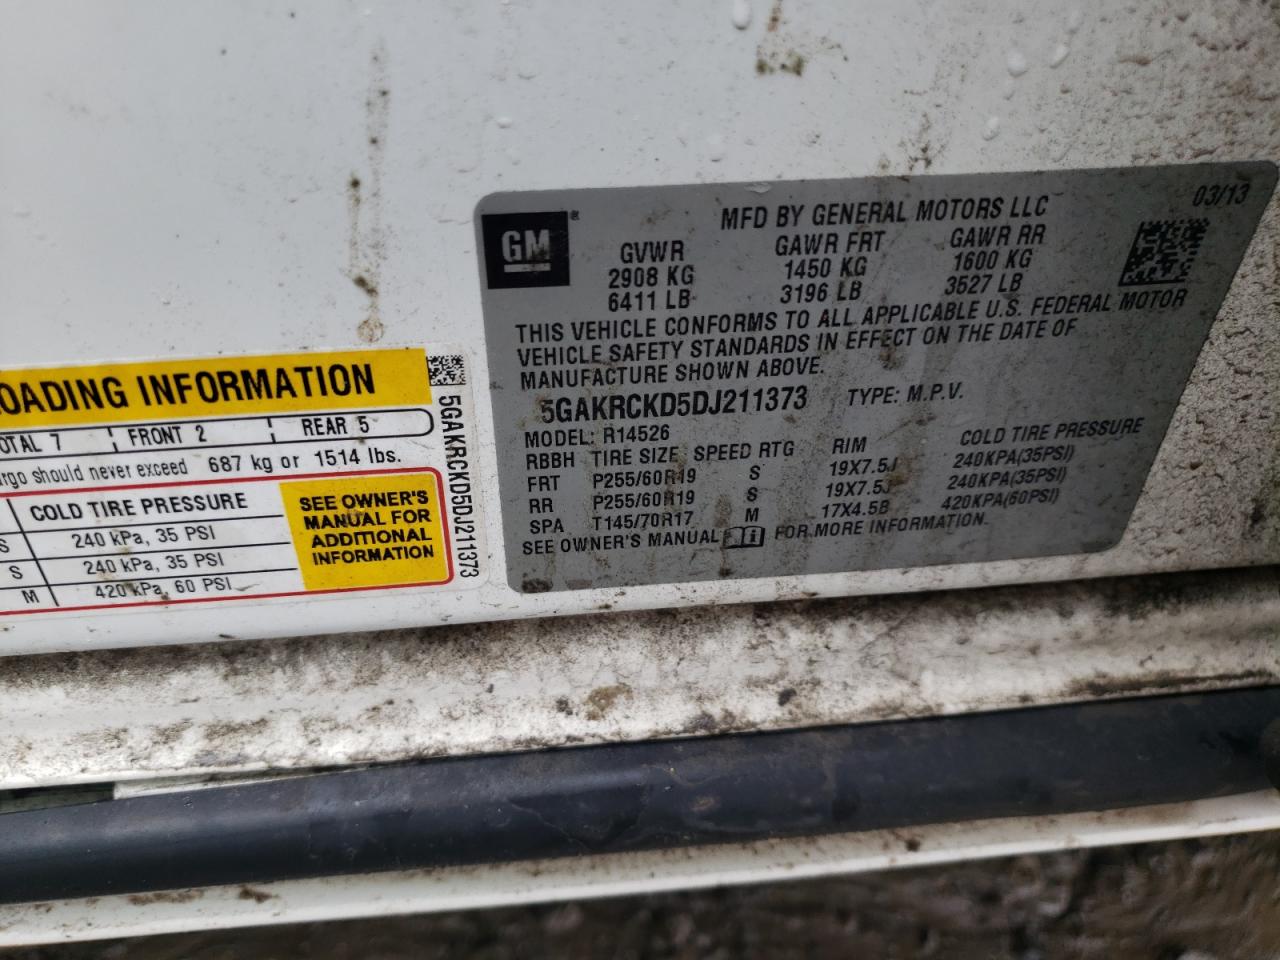 OADING INFORMATION
OTAL 7 FRONT 2 REAR 5
rgo should never exceed 687 kg or 1514 lbs.
COLD TIRE PRESSURE
S 240 kPa, 35 PSI
S 240 kPa, 35 PSI
M 420 kPa, 60 PSI
SEE OWNER'S
MANUAL FOR
ADDITIONAL
INFORMATION
5GAKRCKD5DJ211373
GM®
MFD BY GENERAL MOTORS LLC 03/13
GVWR GAWR FRT GAWR RR
2908 KG 1450 KG 1600 KG
6411 LB 3196 LB 3527 LB
THIS VEHICLE CONFORMS TO ALL APPLICABLE U.S. FEDERAL MOTOR
VEHICLE SAFETY STANDARDS IN EFFECT ON THE DATE OF
MANUFACTURE SHOWN ABOVE.
5GAKRCKD5DJ211373 TYPE: M.P.V.
MODEL: R14526
RBBH TIRE SIZE SPEED RTG RIM COLD TIRE PRESSURE
FRT P255/60R19 S 19X7.5J 240KPA(35PSI)
RR P255/60R19 S 19X7.5J 240KPA(35PSI)
SPA T145/70R17 M 17X4.5B 420KPA(60PSI)
SEE OWNER'S MANUAL FOR MORE INFORMATION.